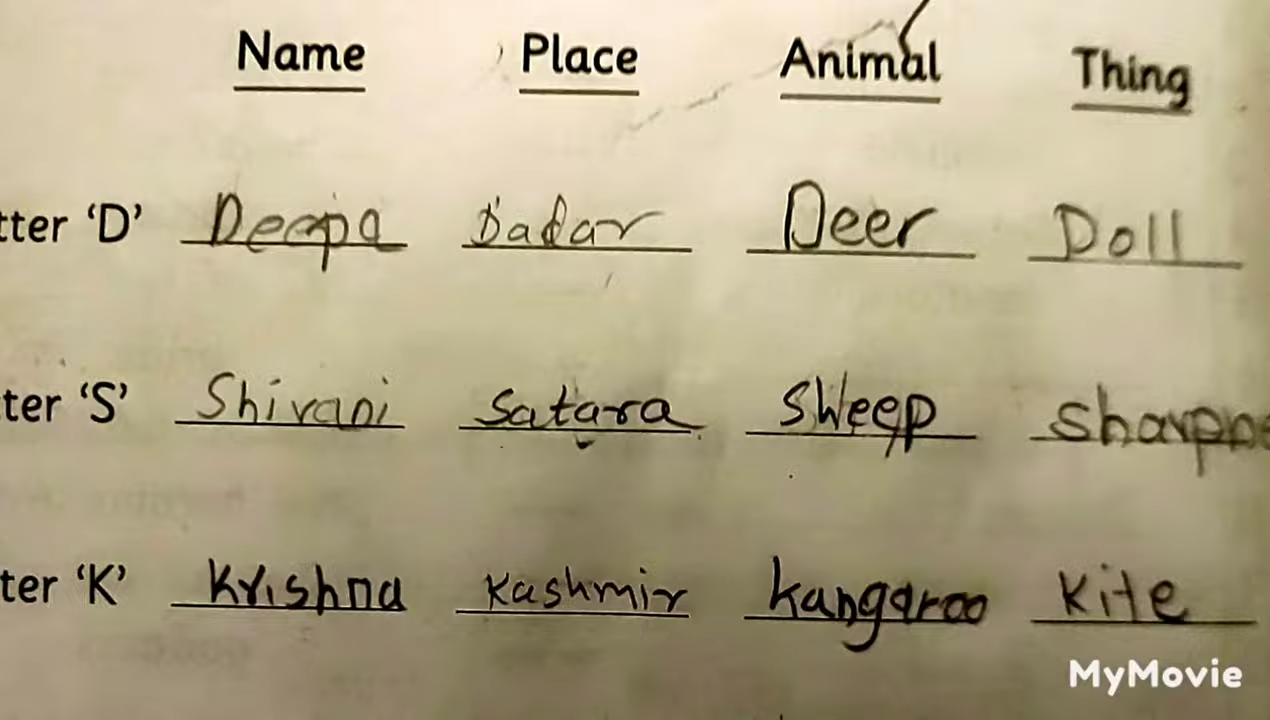 Name Place Animal Thing
tter 'D' Deepa Dadar Deer Doll
ter 'S' Shivani Satara Sheep sharpne
ter 'K' Krishna Kashmir kangaroo Kite
MyMovie